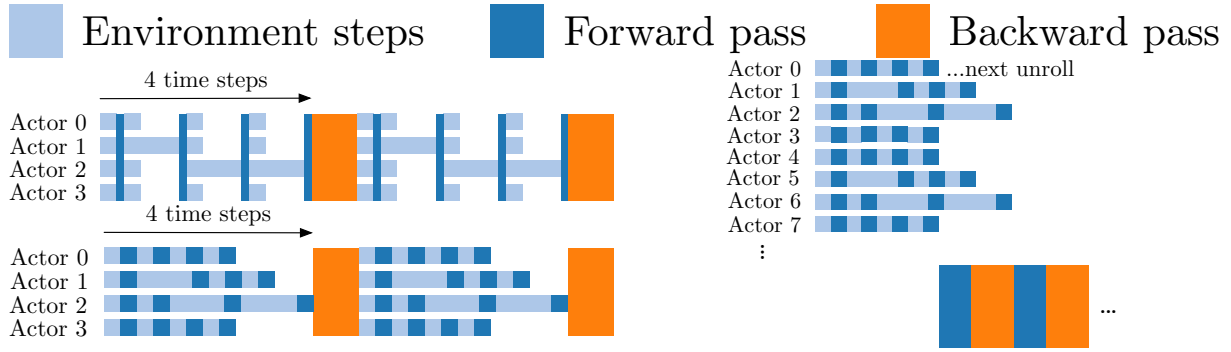 Environment steps Forward pass Backward pass
4 time steps
Actor 0
Actor 1
Actor 2
Actor 3
4 time steps
Actor 0
Actor 1
Actor 2
Actor 3
Actor 0 ...next unroll
Actor 1
Actor 2
Actor 3
Actor 4
Actor 5
Actor 6
Actor 7
⋮
...